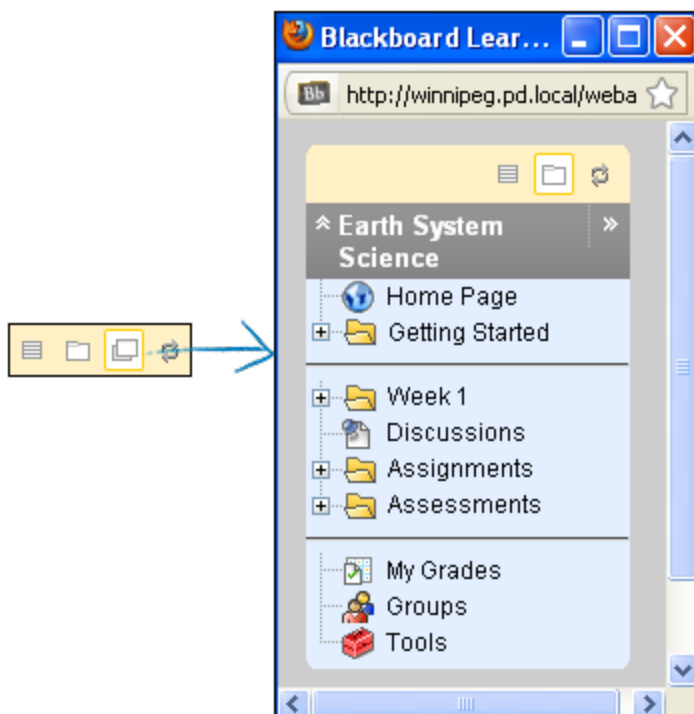 Blackboard Lear...
Bb http://winnipeg.pd.local/weba
Earth System
Science
Home Page
Getting Started
Week 1
Discussions
Assignments
Assessments
My Grades
Groups
Tools